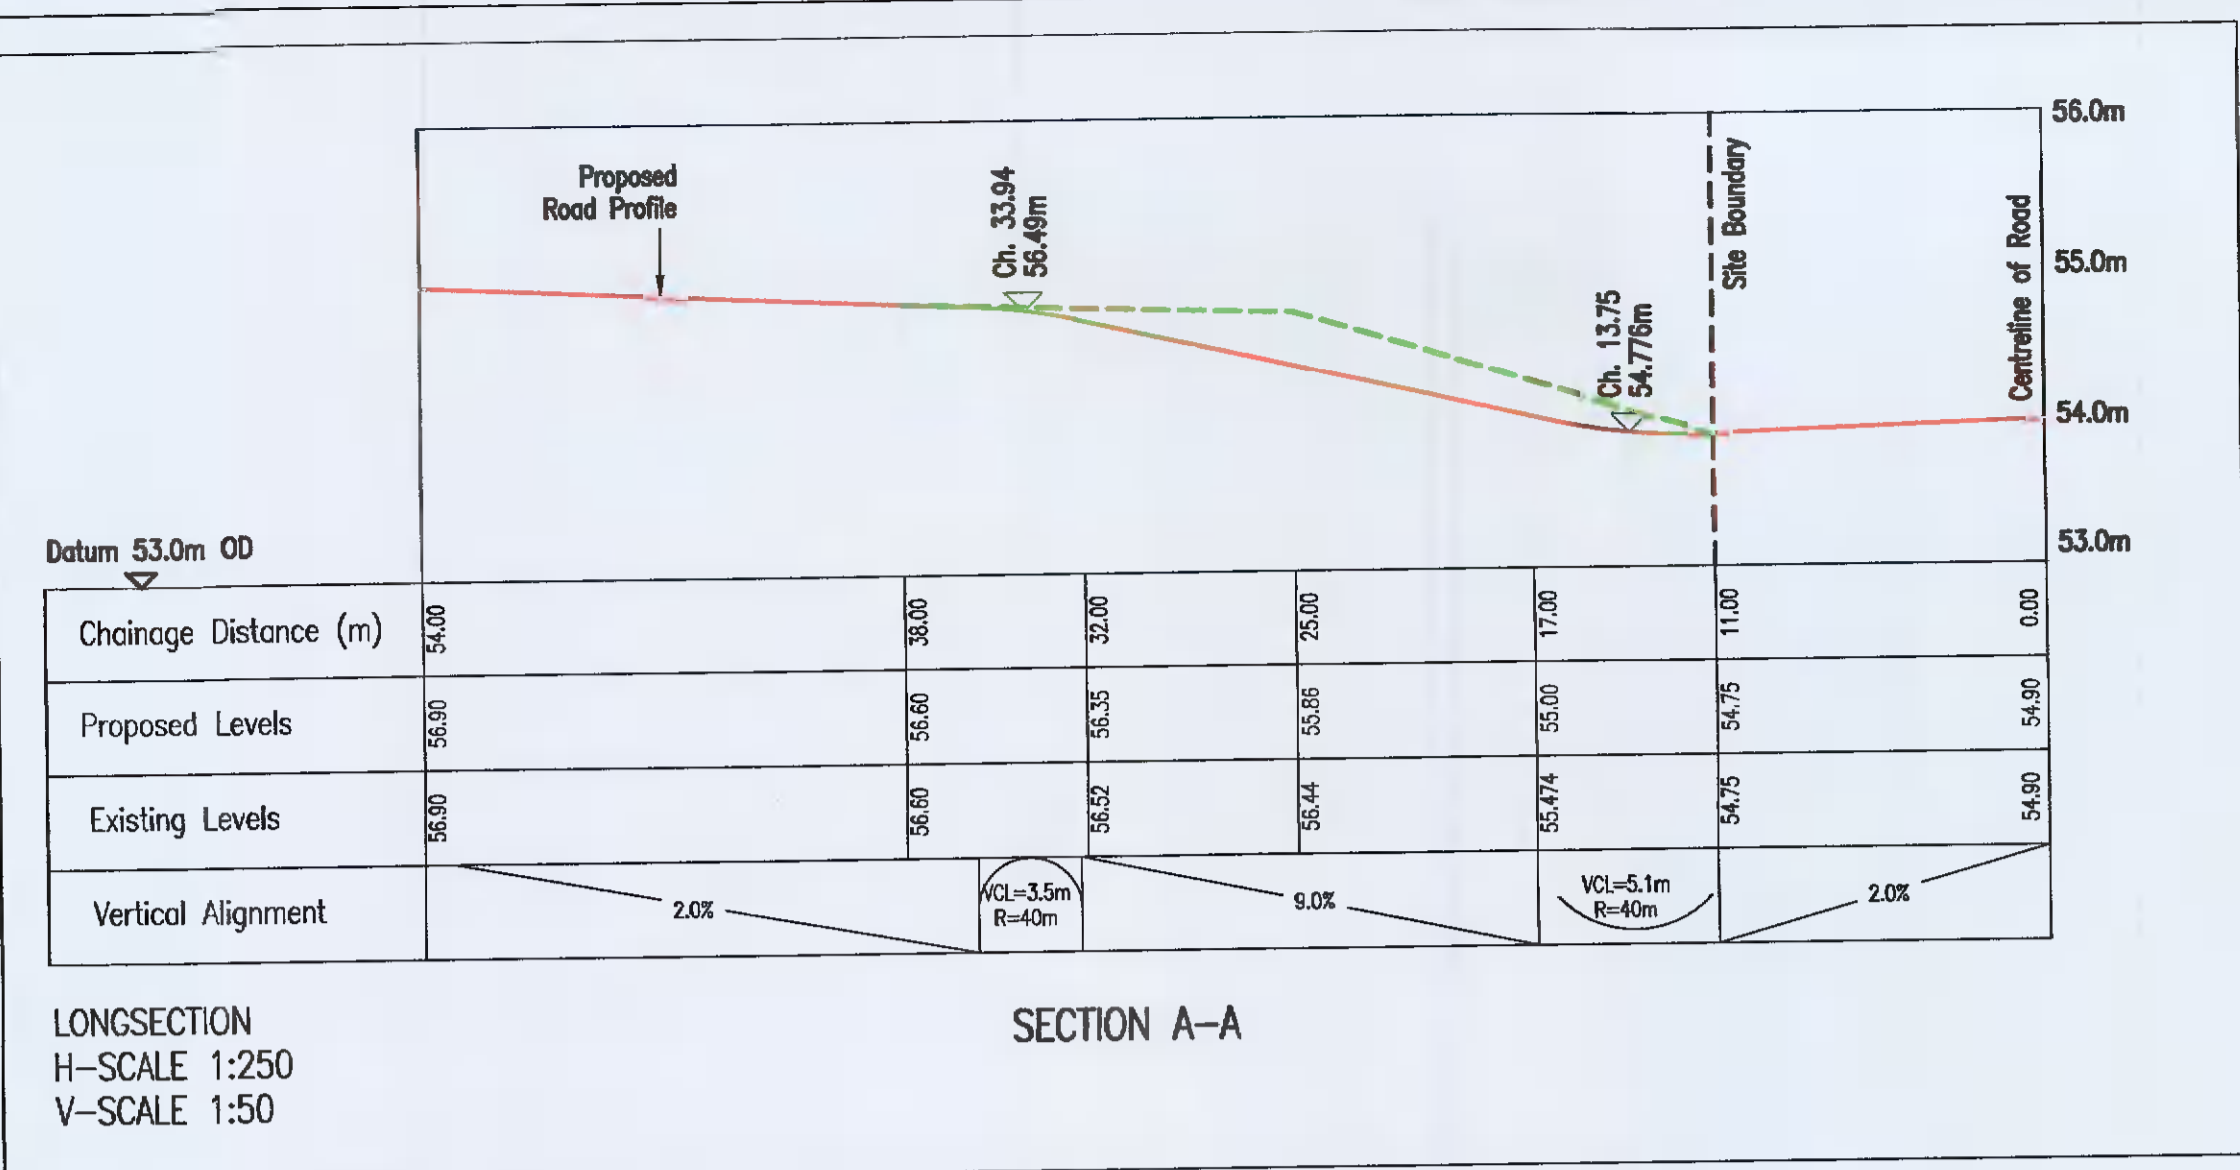 56.0m
Proposed
Road Profile
Ch. 33.94
56.49m
Site Boundary
Centreline of Road
55.0m
Ch. 13.75
54.776m
54.0m
53.0m
Datum 53.0m OD
Chainage Distance (m) 54.00 38.00 32.00 25.00 17.00 11.00 0.00
Proposed Levels 56.90 56.60 56.35 55.86 55.00 54.75 54.90
Existing Levels 56.90 56.60 56.52 56.44 55.474 54.75 54.90
Vertical Alignment 2.0% VCL=3.5m 9.0% VCL=5.1m 2.0%
R=40m R=40m
LONGSECTION
H-SCALE 1:250
V-SCALE 1:50
SECTION A-A